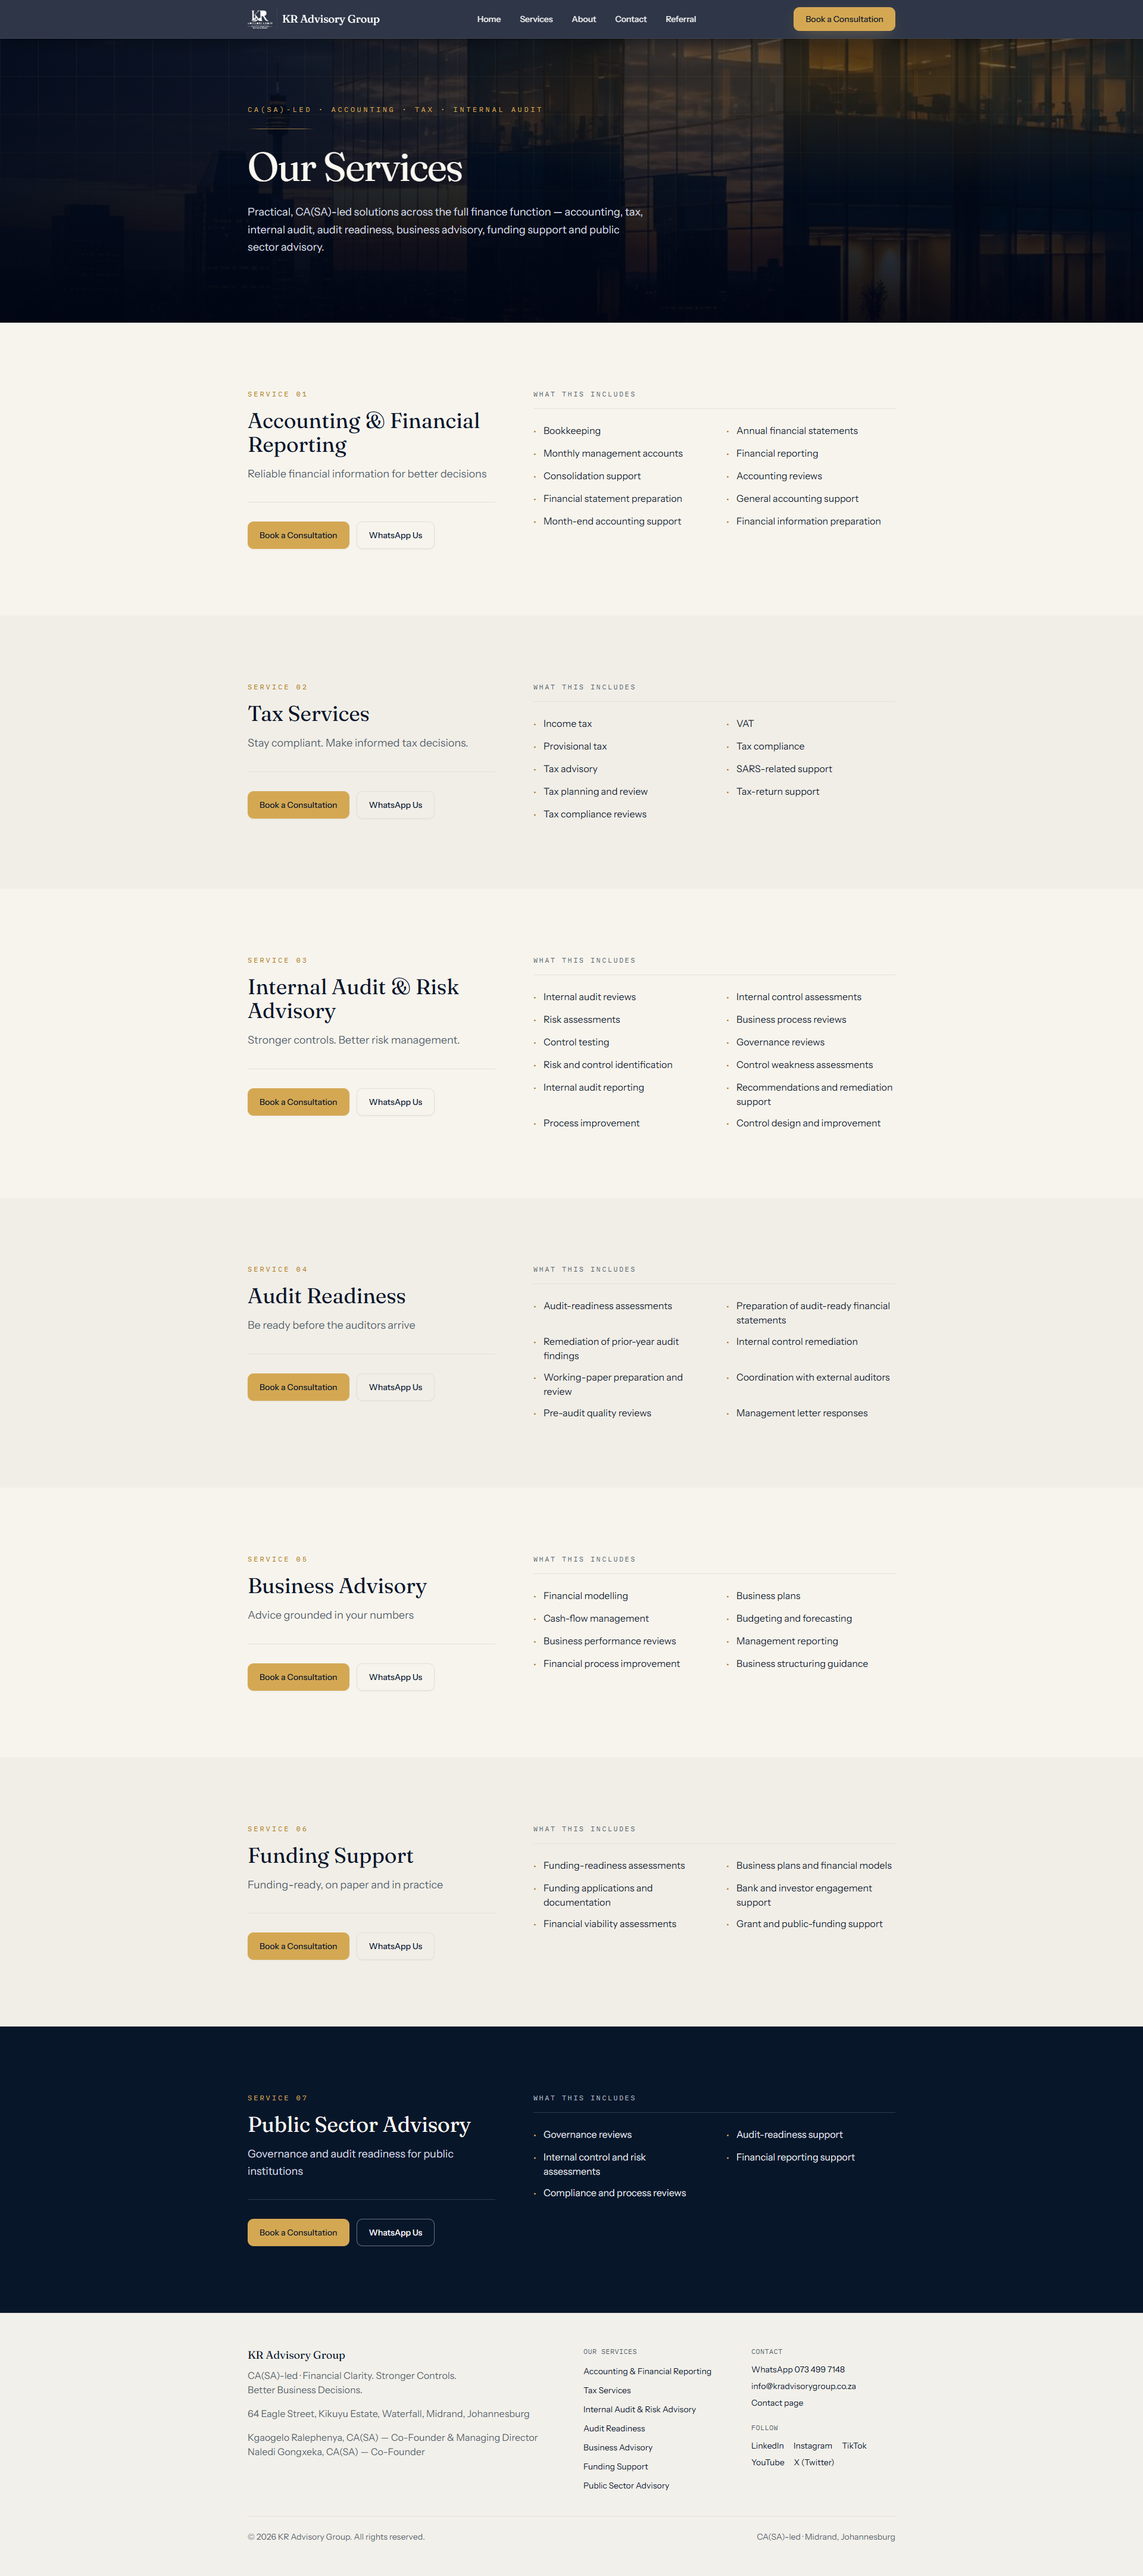 KR
KR Advisory Group
Home
Services
About
Contact
Referral
Book a Consultation
CA(SA)-LED · ACCOUNTING · TAX · INTERNAL AUDIT
Our Services
Practical, CA(SA)-led solutions across the full finance function — accounting, tax,
internal audit, audit readiness, business advisory, funding support and public
sector advisory.
SERVICE 01
Accounting & Financial
Reporting
Reliable financial information for better decisions
Book a Consultation
WhatsApp Us
WHAT THIS INCLUDES
Bookkeeping
Annual financial statements
Monthly management accounts
Financial reporting
Consolidation support
Accounting reviews
Financial statement preparation
General accounting support
Month-end accounting support
Financial information preparation
SERVICE 02
Tax Services
Stay compliant. Make informed tax decisions.
Book a Consultation
WhatsApp Us
WHAT THIS INCLUDES
Income tax
VAT
Provisional tax
Tax compliance
Tax advisory
SARS-related support
Tax planning and review
Tax-return support
Tax compliance reviews
SERVICE 03
Internal Audit & Risk
Advisory
Stronger controls. Better risk management.
Book a Consultation
WhatsApp Us
WHAT THIS INCLUDES
Internal audit reviews
Internal control assessments
Risk assessments
Business process reviews
Control testing
Governance reviews
Risk and control identification
Control weakness assessments
Internal audit reporting
Recommendations and remediation
support
Process improvement
Control design and improvement
SERVICE 04
Audit Readiness
Be ready before the auditors arrive
Book a Consultation
WhatsApp Us
WHAT THIS INCLUDES
Audit-readiness assessments
Preparation of audit-ready financial
statements
Remediation of prior-year audit
findings
Internal control remediation
Working-paper preparation and
review
Coordination with external auditors
Pre-audit quality reviews
Management letter responses
SERVICE 05
Business Advisory
Advice grounded in your numbers
Book a Consultation
WhatsApp Us
WHAT THIS INCLUDES
Financial modelling
Business plans
Cash-flow management
Budgeting and forecasting
Business performance reviews
Management reporting
Financial process improvement
Business structuring guidance
SERVICE 06
Funding Support
Funding-ready, on paper and in practice
Book a Consultation
WhatsApp Us
WHAT THIS INCLUDES
Funding-readiness assessments
Business plans and financial models
Funding applications and
documentation
Bank and investor engagement
support
Financial viability assessments
Grant and public-funding support
SERVICE 07
Public Sector Advisory
Governance and audit readiness for public
institutions
Book a Consultation
WhatsApp Us
WHAT THIS INCLUDES
Governance reviews
Audit-readiness support
Internal control and risk
assessments
Financial reporting support
Compliance and process reviews
KR Advisory Group
CA(SA)-led · Financial Clarity. Stronger Controls.
Better Business Decisions.
64 Eagle Street, Kikuyu Estate, Waterfall, Midrand, Johannesburg
Kgaogelo Ralephenya, CA(SA) — Co-Founder & Managing Director
Naledi Gongxeka, CA(SA) — Co-Founder
OUR SERVICES
Accounting & Financial Reporting
Tax Services
Internal Audit & Risk Advisory
Audit Readiness
Business Advisory
Funding Support
Public Sector Advisory
CONTACT
WhatsApp 073 499 7148
info@kradvisorygroup.co.za
Contact page
FOLLOW
LinkedIn
Instagram
TikTok
YouTube
X (Twitter)
© 2026 KR Advisory Group. All rights reserved.
CA(SA)-led · Midrand, Johannesburg